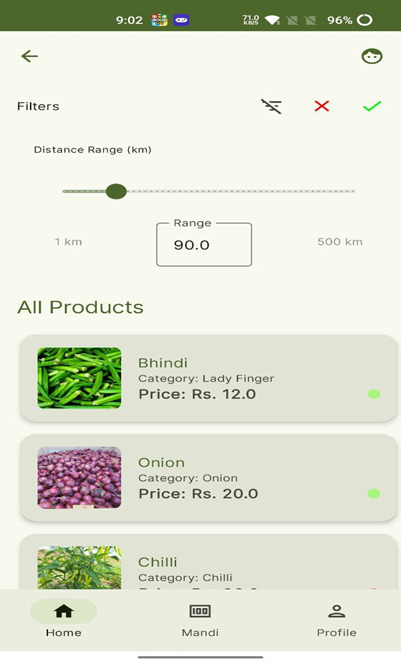 9:02 71.0 KB/S 96%
Filters
Distance Range (km)
Range
1 km 90.0 500 km
All Products
Bhindi
Category: Lady Finger
Price: Rs. 12.0
Onion
Category: Onion
Price: Rs. 20.0
Chilli
Category: Chilli
Home Mandi Profile